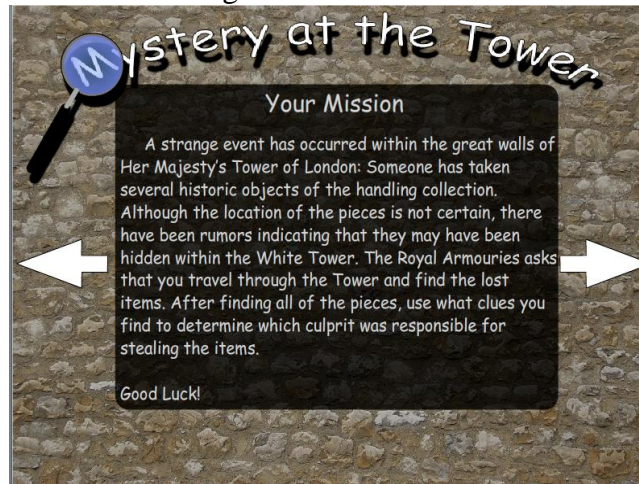 Mystery at the Tower
Your Mission
A strange event has occurred within the great walls of
Her Majesty's Tower of London: Someone has taken
several historic objects of the handling collection.
Although the location of the pieces is not certain, there
have been rumors indicating that they may have been
hidden within the White Tower. The Royal Armouries asks
that you travel through the Tower and find the lost
items. After finding all of the pieces, use what clues you
find to determine which culprit was responsible for
stealing the items.
Good Luck!